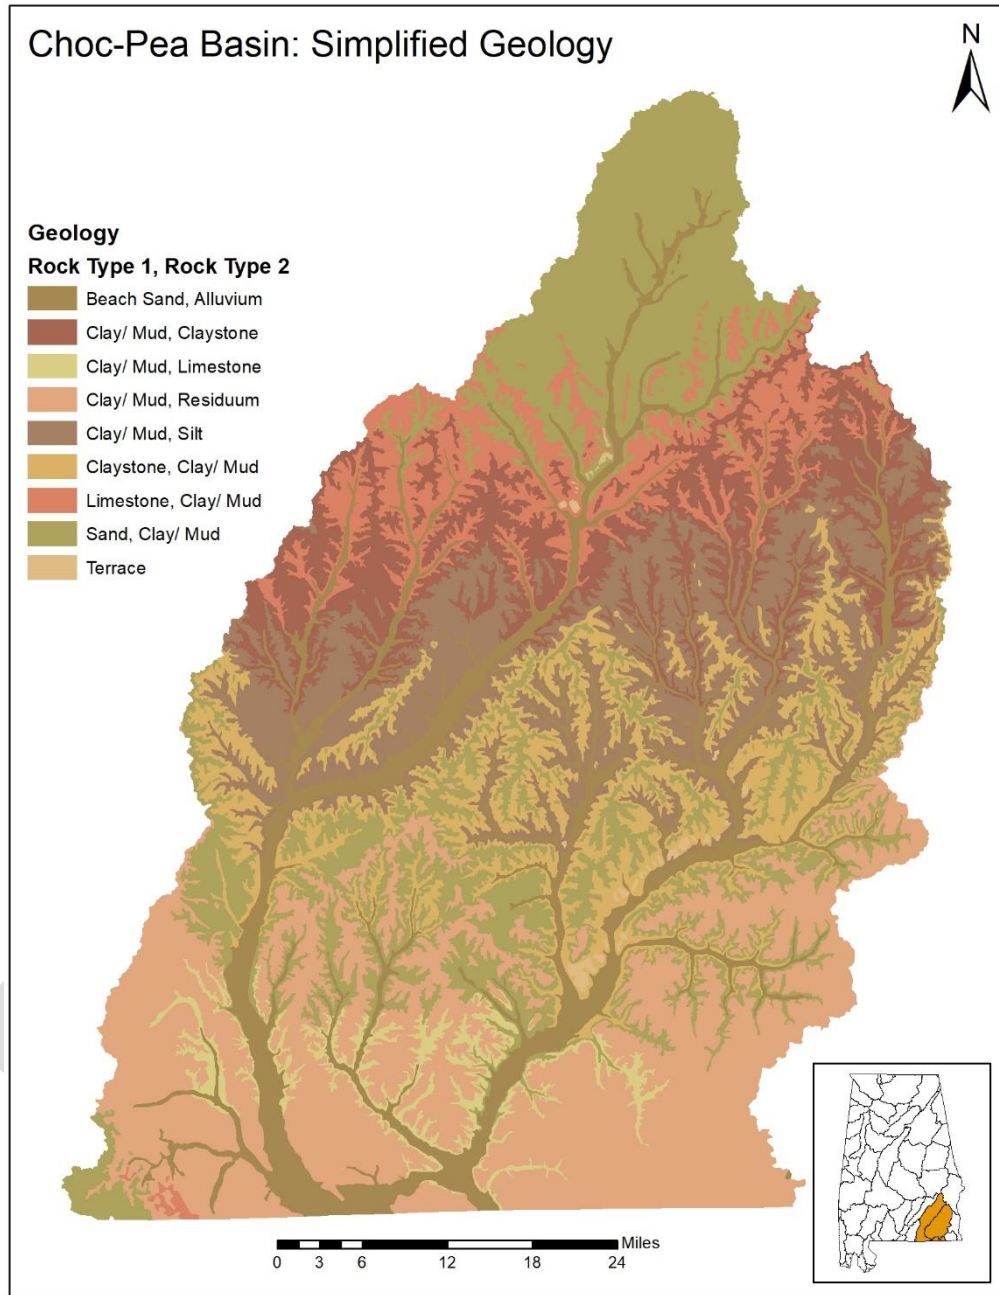 Choc-Pea Basin: Simplified Geology
N
Geology
Rock Type 1, Rock Type 2
Beach Sand, Alluvium
Clay/ Mud, Claystone
Clay/ Mud, Limestone
Clay/ Mud, Residuum
Clay/ Mud, Silt
Claystone, Clay/ Mud
Limestone, Clay/ Mud
Sand, Clay/ Mud
Terrace
Miles
0 3 6 12 18 24